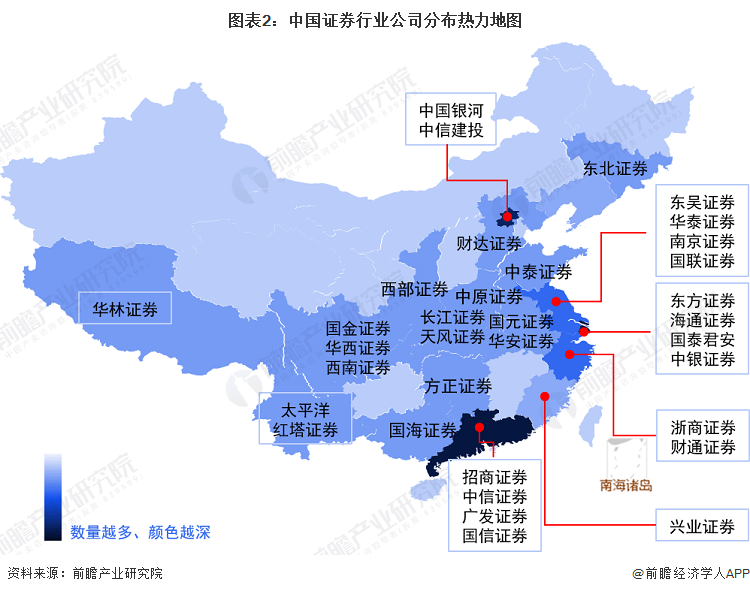 图表2：中国证券行业公司分布热力地图
中国银河
中信建投
东北证券
东吴证券
华泰证券
南京证券
国联证券
财达证券
中泰证券
西部证券
中原证券
华林证券
长江证券
天风证券
国元证券
华安证券
东方证券
海通证券
国泰君安
中银证券
国金证券
华西证券
西南证券
方正证券
太平洋
红塔证券
国海证券
浙商证券
财通证券
招商证券
中信证券
广发证券
国信证券
南海诸岛
兴业证券
数量越多、颜色越深
资料来源：前瞻产业研究院
@前瞻经济学人APP
前瞻产业研究院